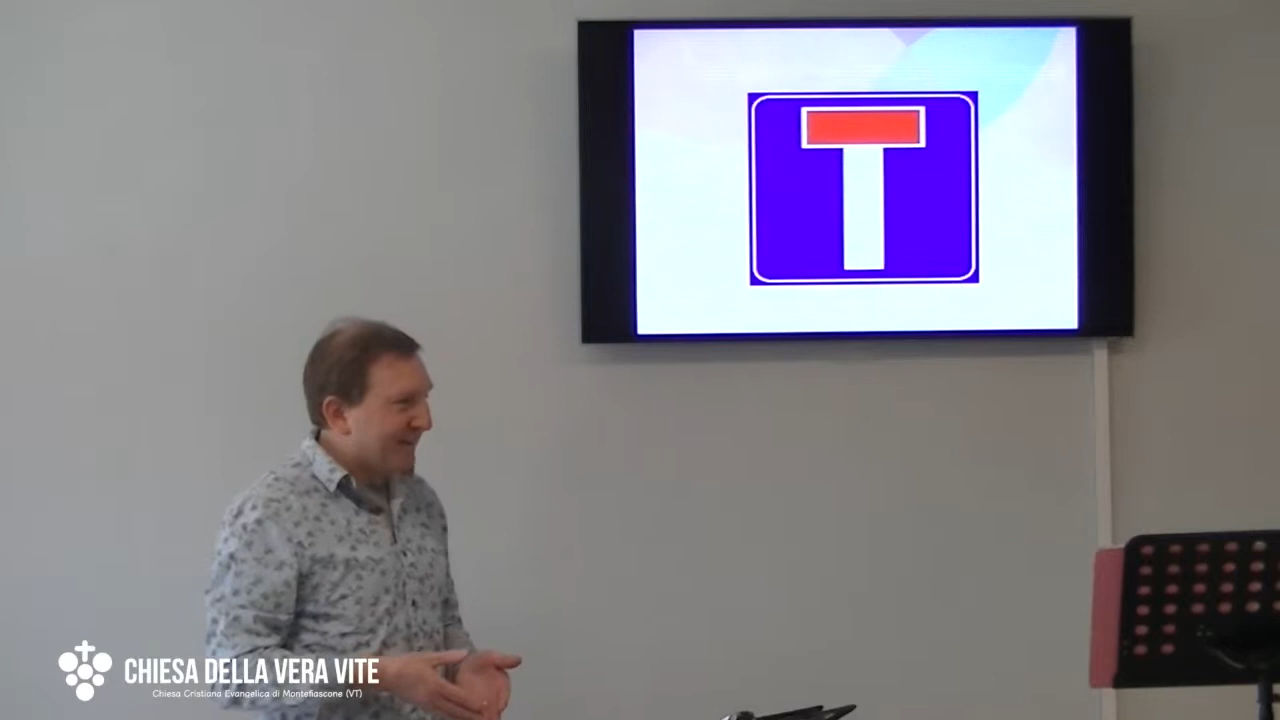 CHIESA DELLA VERA VITE
Chiesa Cristiana Evangelica di Montefiascone (VT)